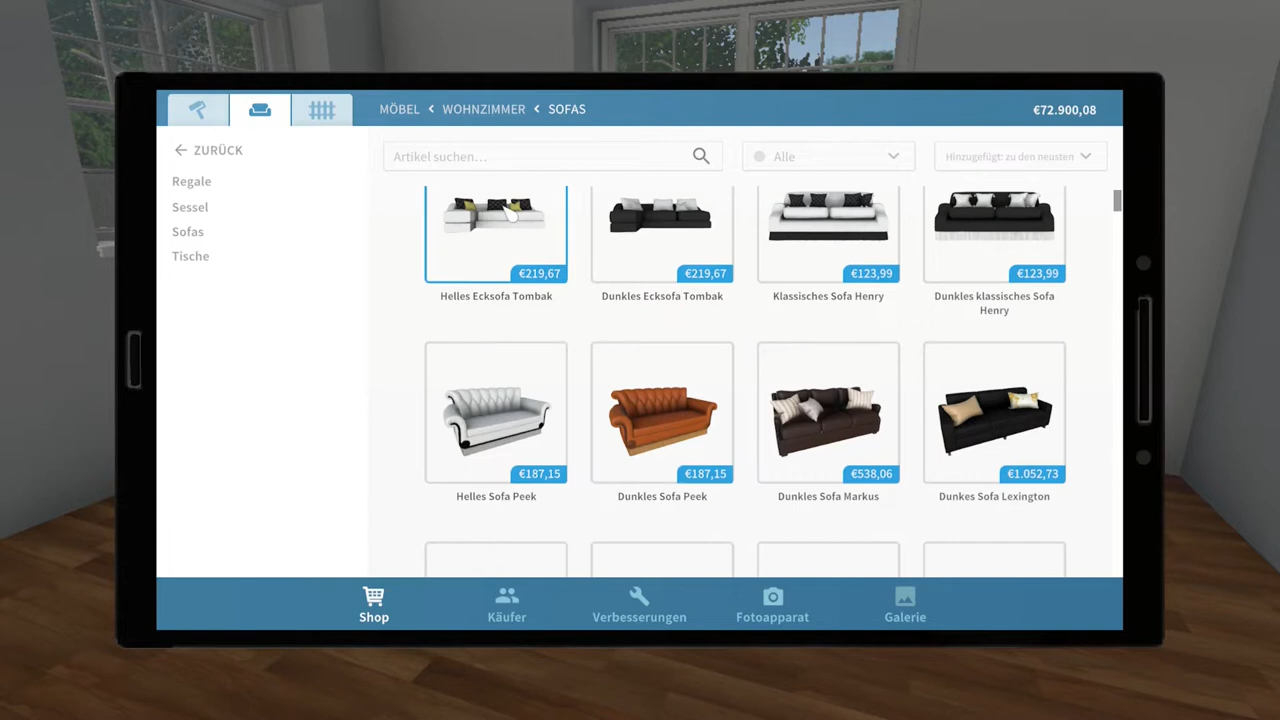 MÖBEL < WOHNZIMMER < SOFAS
€72.900,08
ZURÜCK
Artikel suchen...
Alle
Hinzugefügt: zu den neusten
Regale
Sessel
Sofas
Tische
€219,67
€219,67
€123,99
€123,99
Helles Ecksofa Tombak
Dunkles Ecksofa Tombak
Klassisches Sofa Henry
Dunkles klassisches Sofa
Henry
€187,15
€187,15
€538,06
€1.052,73
Helles Sofa Peek
Dunkles Sofa Peek
Dunkles Sofa Markus
Dunkes Sofa Lexington
Shop
Käufer
Verbesserungen
Fotoapparat
Galerie